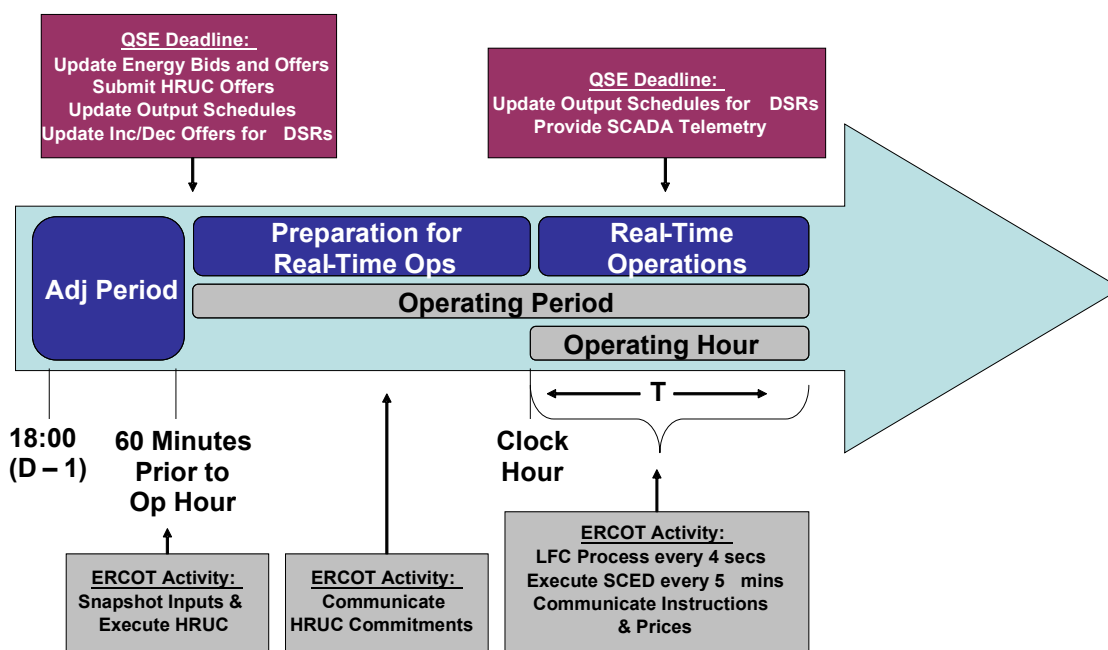 QSE Deadline:
Update Energy Bids and Offers
Submit HRUC Offers
Update Output Schedules
Update Inc/Dec Offers for DSRs
QSE Deadline:
Update Output Schedules for DSRs
Provide SCADA Telemetry
Adj Period
Preparation for
Real-Time Ops
Real-Time
Operations
Operating Period
Operating Hour
T
18:00
(D – 1)
60 Minutes
Prior to
Op Hour
Clock
Hour
ERCOT Activity:
Snapshot Inputs &
Execute HRUC
ERCOT Activity:
Communicate
HRUC Commitments
ERCOT Activity:
LFC Process every 4 secs
Execute SCED every 5 mins
Communicate Instructions
& Prices